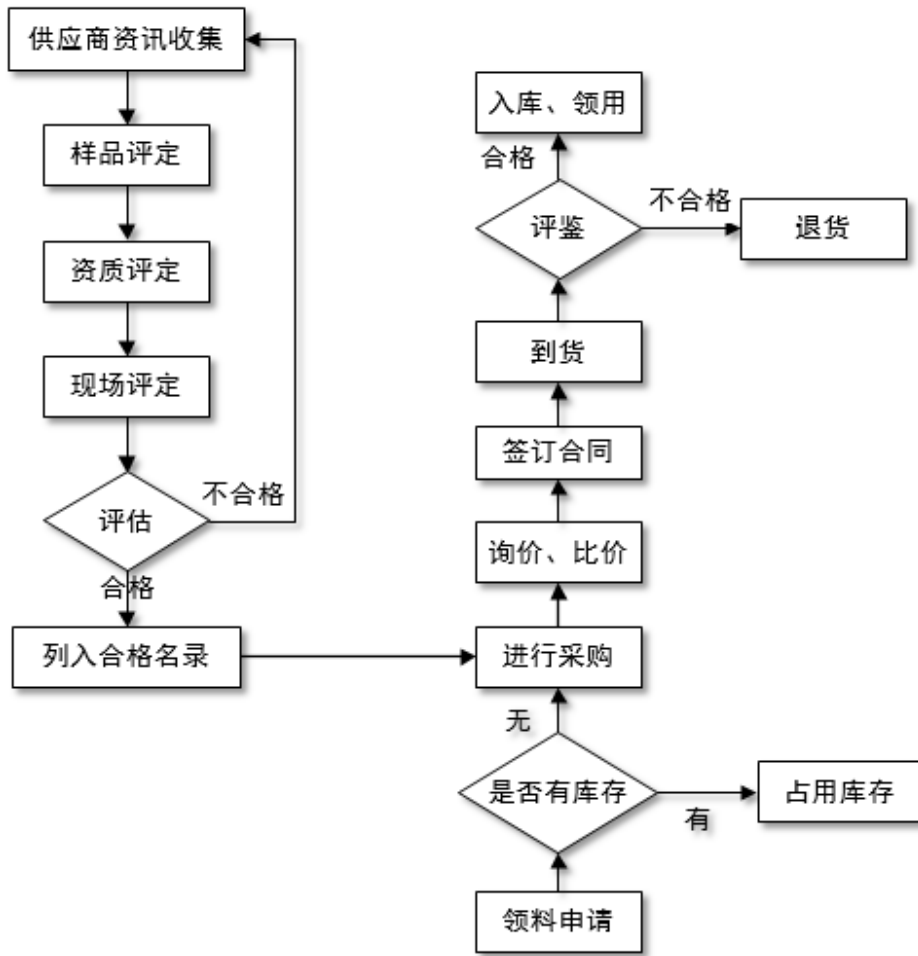 供应商资讯收集
样品评定
资质评定
现场评定
评估
不合格
合格
列入合格名录
入库、领用
合格
评鉴
不合格
退货
到货
签订合同
询价、比价
进行采购
无
是否有库存
有
占用库存
领料申请